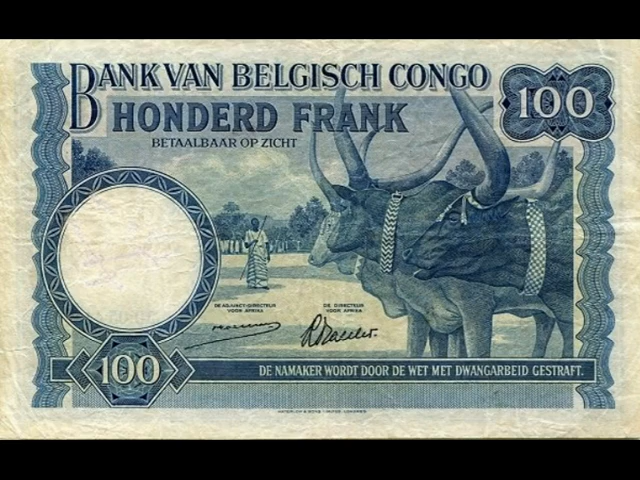 BANK VAN BELGISCH CONGO
100
HONDERD FRANK
BETAALBAAR OP ZICHT
DE ADJUNCT-DIRECTEUR
VOOR AFRIKA
DE DIRECTEUR
VOOR AFRIKA
100
DE NAMAKER WORDT DOOR DE WET MET DWANGARBEID GESTRAFT.